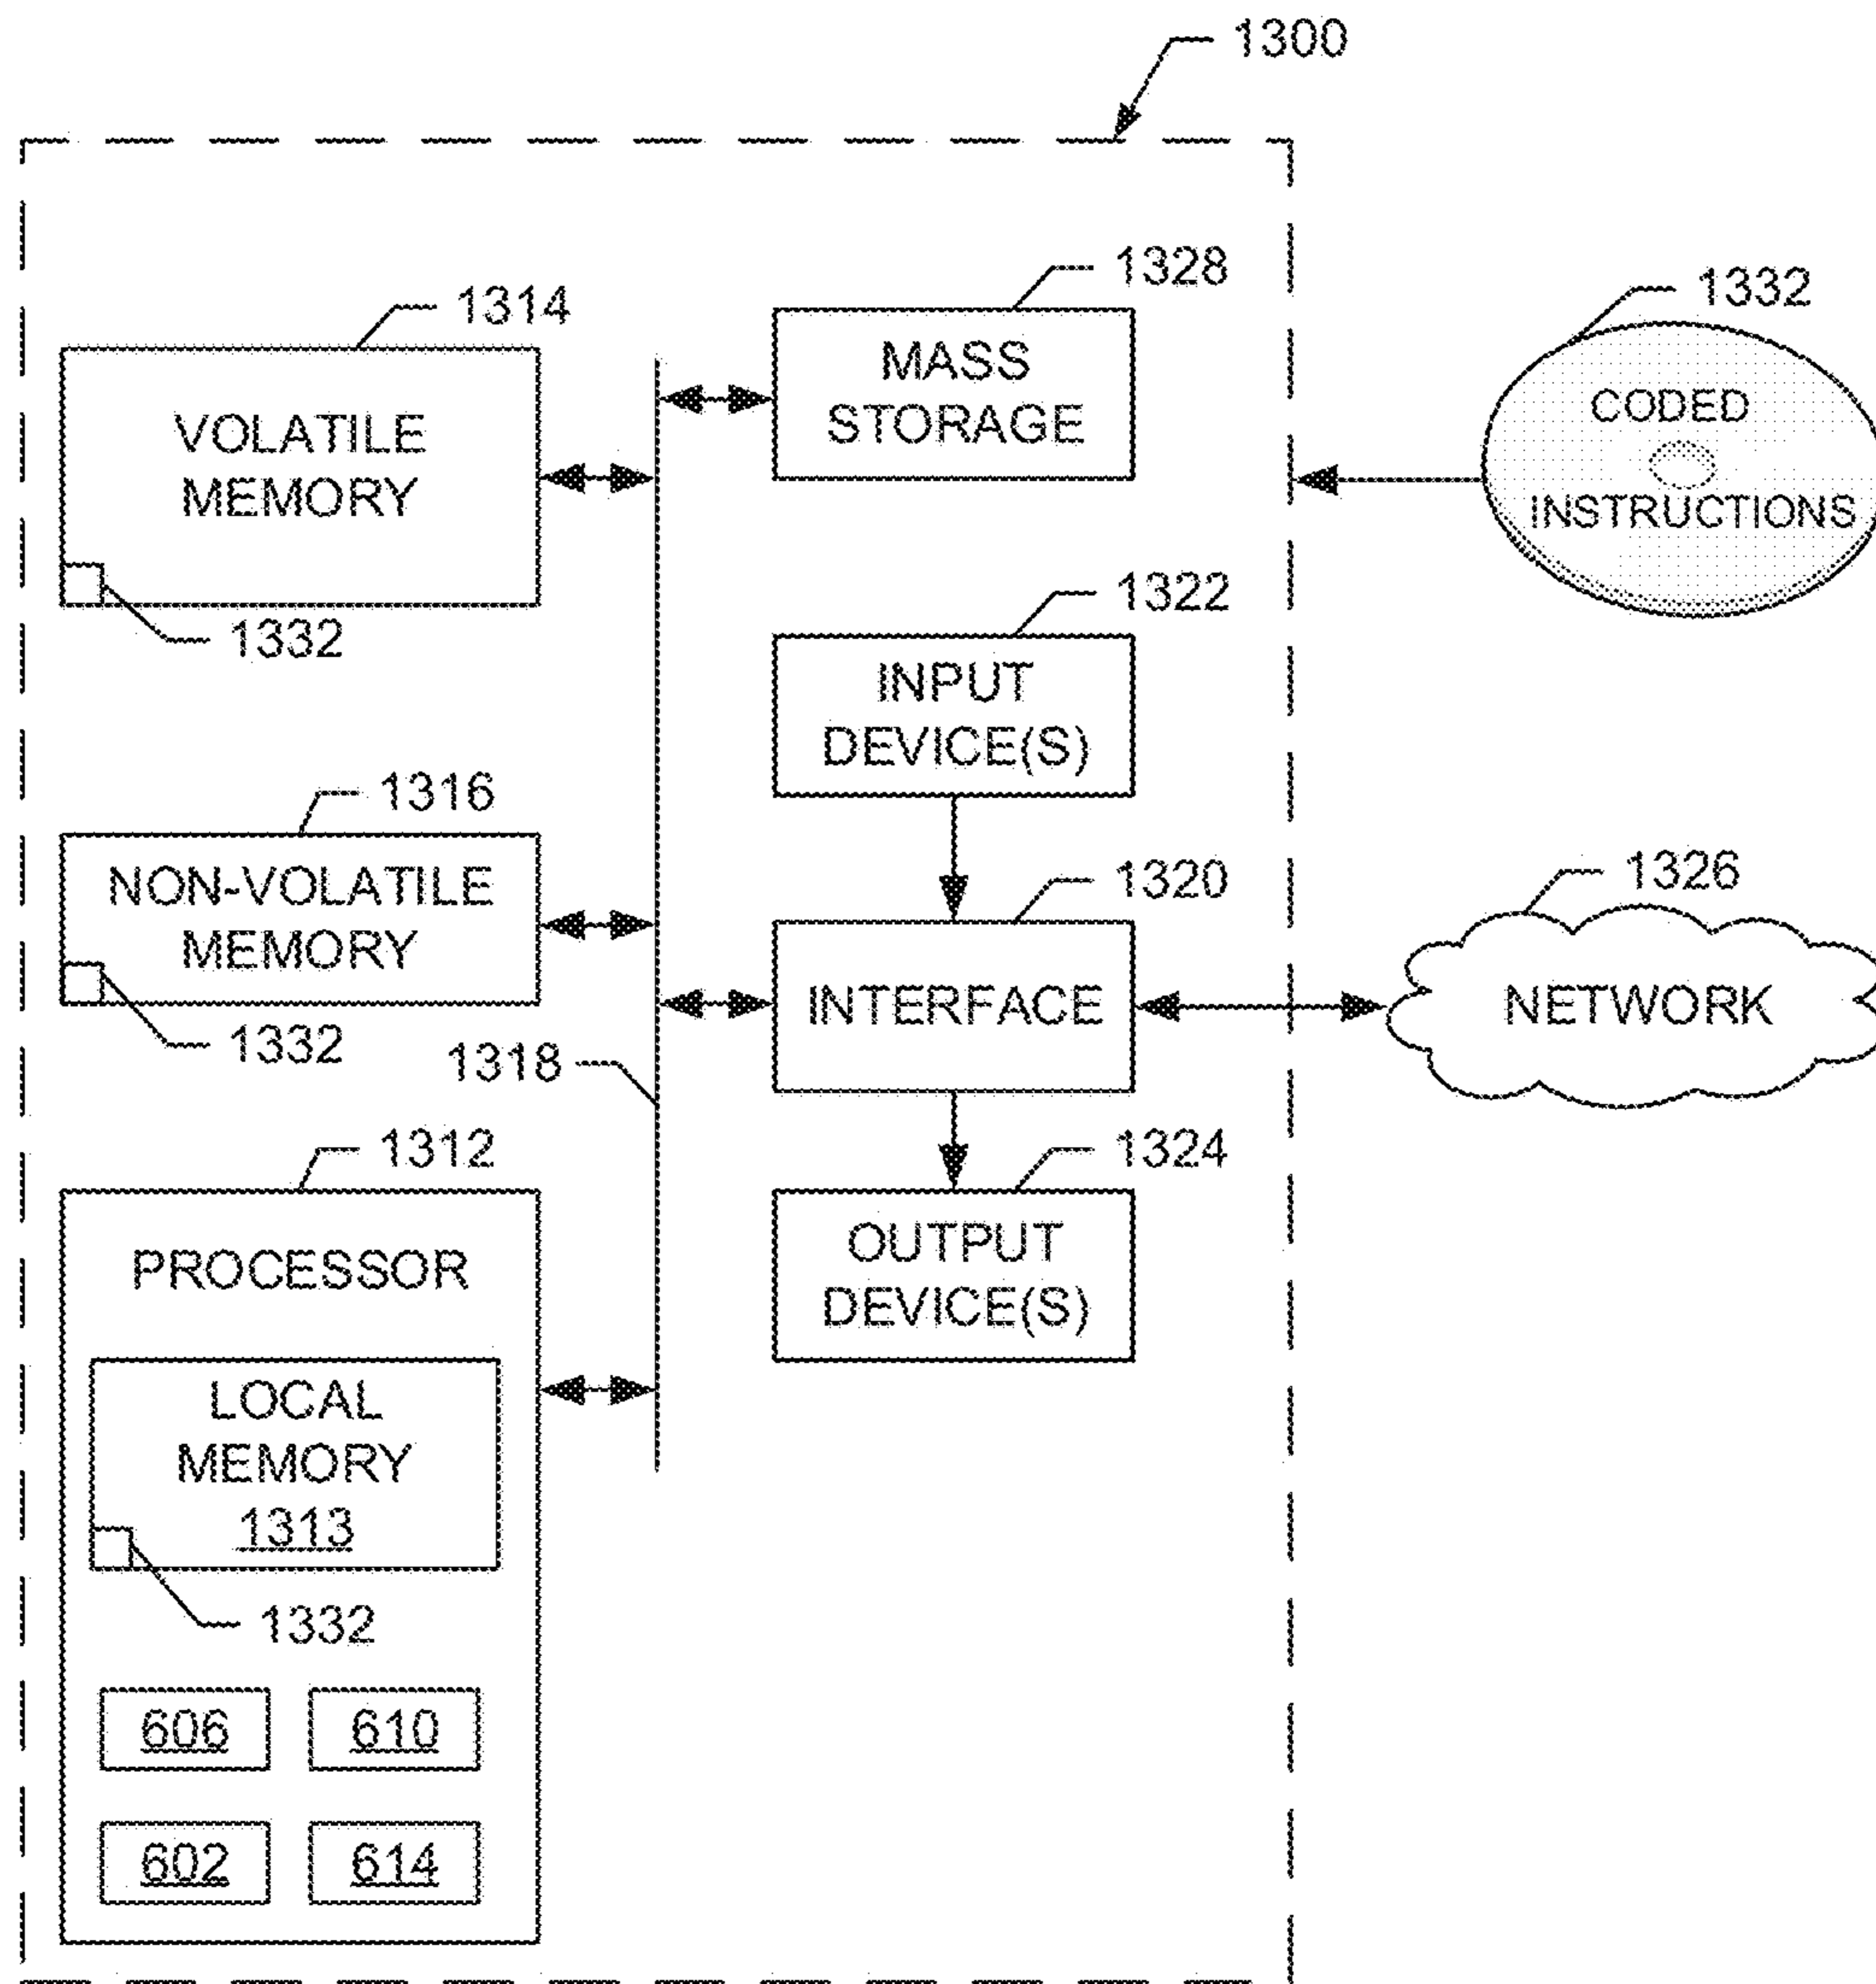 1300
1314
VOLATILE
MEMORY
1332
1328
MASS
STORAGE
1332
CODED
INSTRUCTIONS
1322
INPUT
DEVICE(S)
1316
NON-VOLATILE
MEMORY
1332
1318
1320
INTERFACE
1326
NETWORK
1312
PROCESSOR
LOCAL
MEMORY
1313
1332
606
610
602
614
1324
OUTPUT
DEVICE(S)